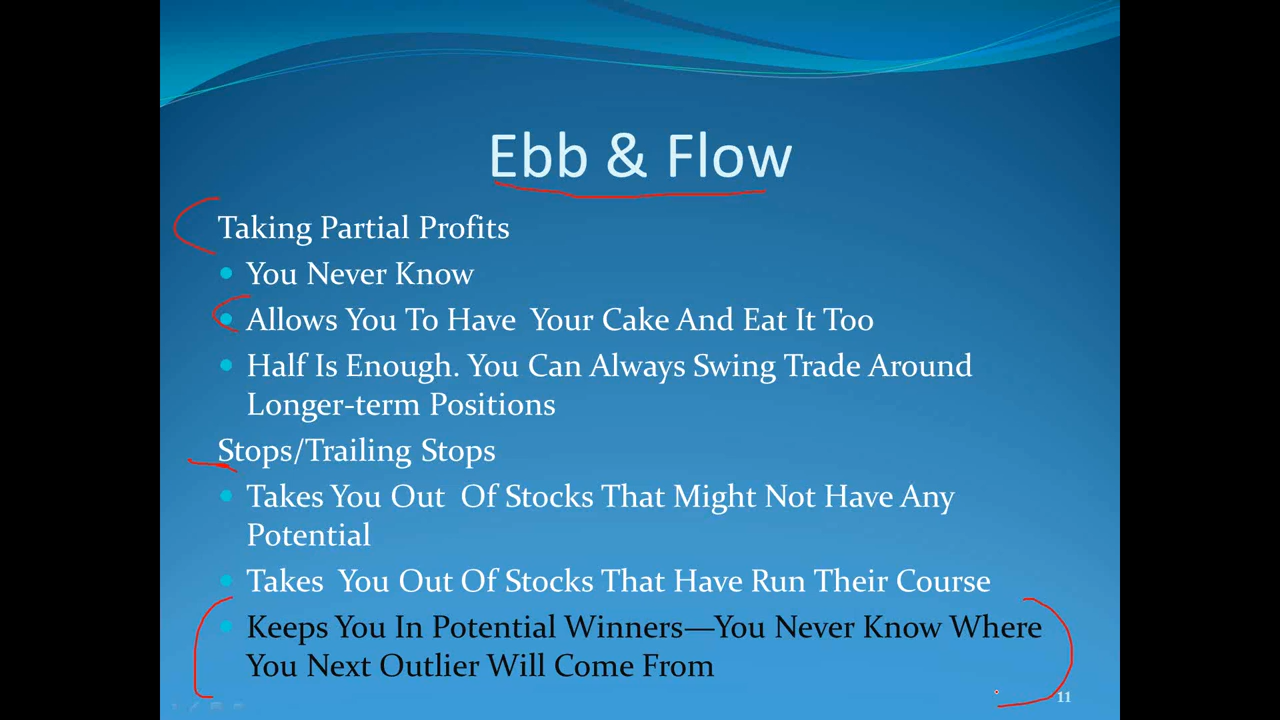 Ebb & Flow
Taking Partial Profits
You Never Know
Allows You To Have Your Cake And Eat It Too
Half Is Enough. You Can Always Swing Trade Around
Longer-term Positions
Stops/Trailing Stops
Takes You Out Of Stocks That Might Not Have Any
Potential
Takes You Out Of Stocks That Have Run Their Course
Keeps You In Potential Winners—You Never Know Where
You Next Outlier Will Come From
11